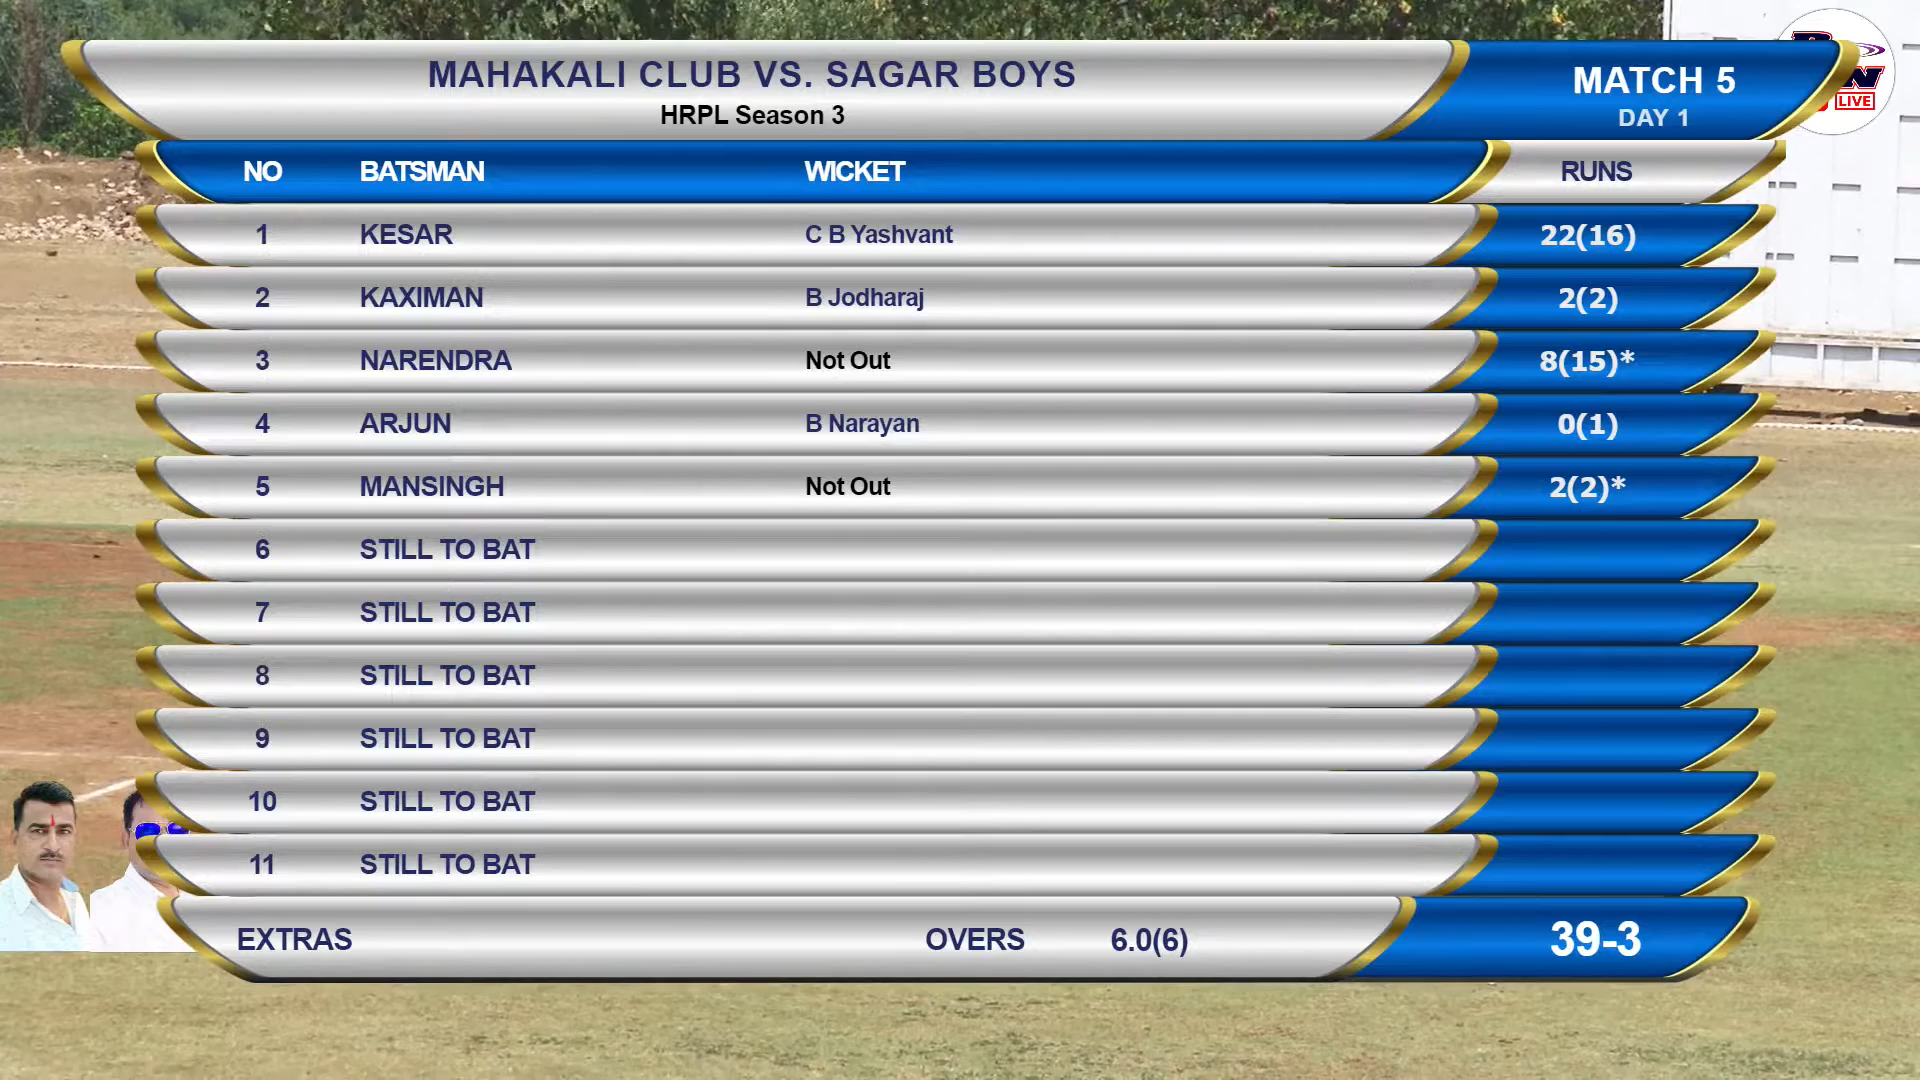 MAHAKALI CLUB VS. SAGAR BOYS
HRPL Season 3
MATCH 5
DAY 1
LIVE
NO BATSMAN WICKET RUNS
1 KESAR C B Yashvant 22(16)
2 KAXIMAN B Jodharaj 2(2)
3 NARENDRA Not Out 8(15)*
4 ARJUN B Narayan 0(1)
5 MANSINGH Not Out 2(2)*
6 STILL TO BAT
7 STILL TO BAT
8 STILL TO BAT
9 STILL TO BAT
10 STILL TO BAT
11 STILL TO BAT
EXTRAS OVERS 6.0(6) 39-3